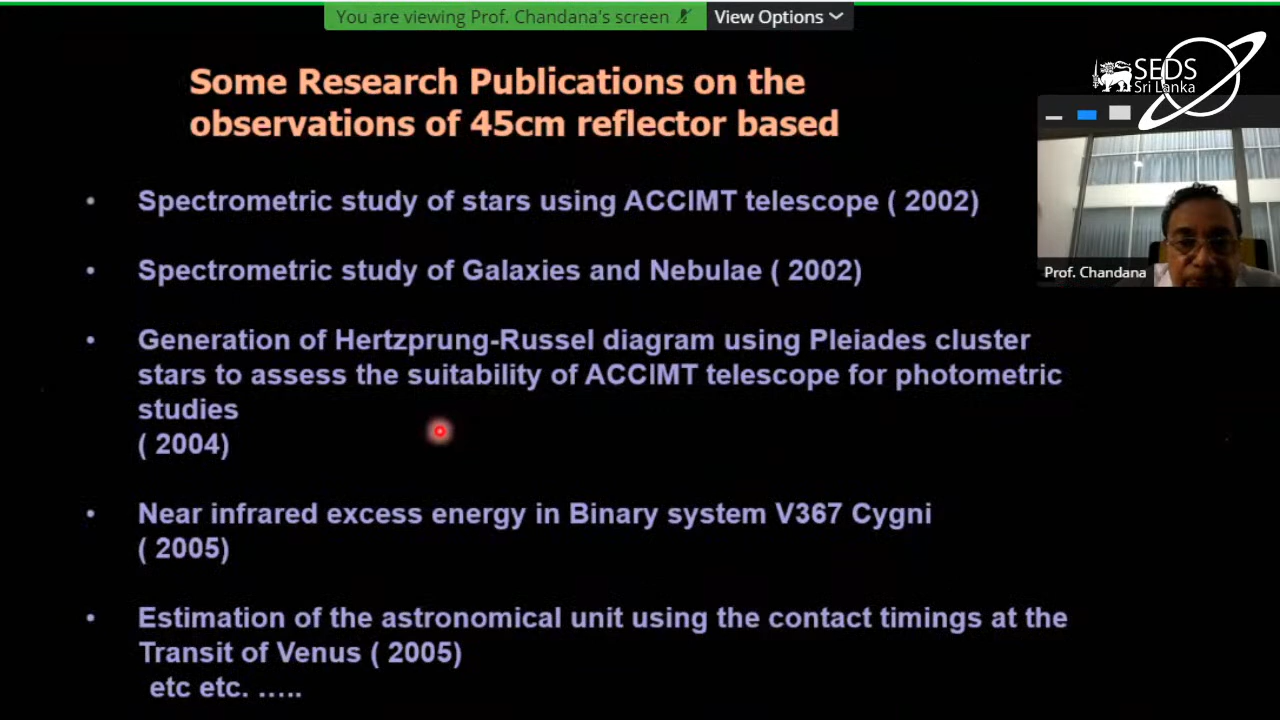 You are viewing Prof. Chandana's screen
View Options
SEDS
Sri Lanka
Some Research Publications on the
observations of 45cm reflector based
Prof. Chandana
• Spectrometric study of stars using ACCIMT telescope ( 2002)
• Spectrometric study of Galaxies and Nebulae ( 2002)
• Generation of Hertzprung-Russel diagram using Pleiades cluster
stars to assess the suitability of ACCIMT telescope for photometric
studies
( 2004)
• Near infrared excess energy in Binary system V367 Cygni
( 2005)
• Estimation of the astronomical unit using the contact timings at the
Transit of Venus ( 2005)
etc etc. …..